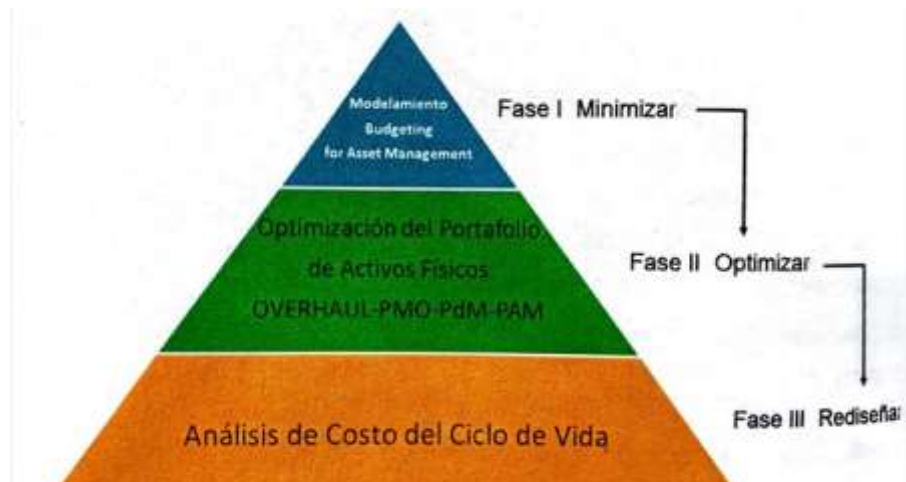 Modelamiento
Budgeting
for Asset Management
Fase I Minimizar
Optimización del Portafolio
de Activos Físicos
OVERHAUL-PMO-PdM-PAM
Fase II Optimizar
Análisis de Costo del Ciclo de Vida
Fase III Rediseñar